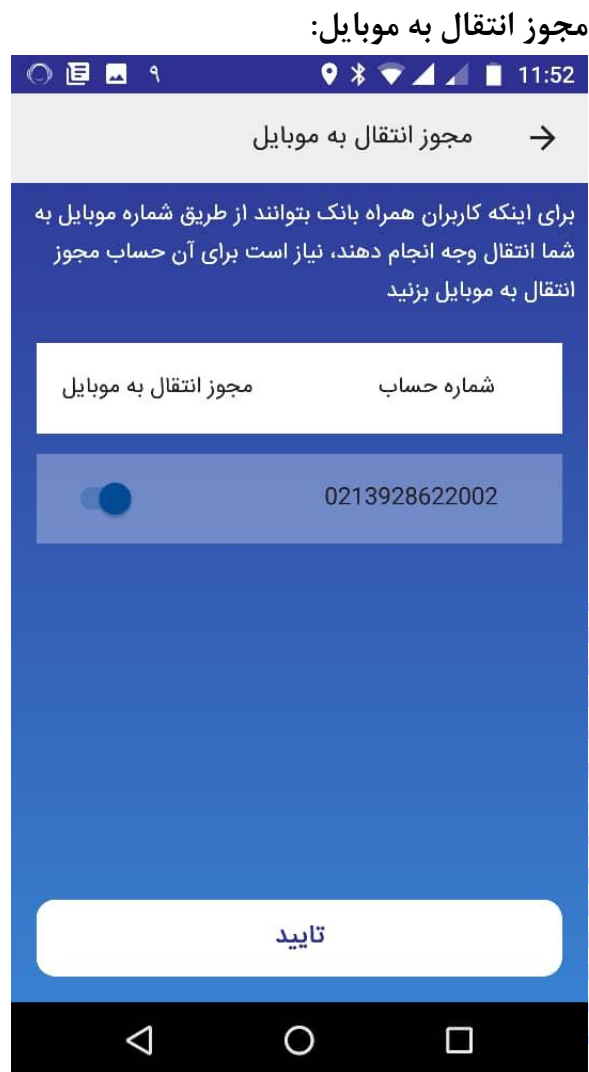 مجوز انتقال به موبایل:
۹ 11:52
مجوز انتقال به موبایل
برای اینکه کاربران همراه بانک بتوانند از طریق شماره موبایل به
شما انتقال وجه انجام دهند، نیاز است برای آن حساب مجوز
انتقال به موبایل بزنید
شماره حساب مجوز انتقال به موبایل
0213928622002
تایید